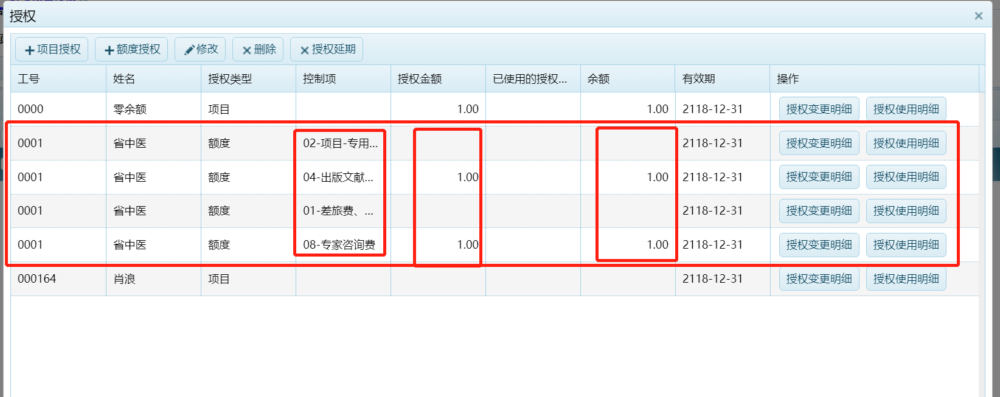 授权
项目授权 额度授权 修改 删除 授权延期
工号 姓名 授权类型 控制项 授权金额 已使用的授权... 余额 有效期 操作
0000 零余额 项目 1.00 1.00 2118-12-31 授权变更明细 授权使用明细
0001 省中医 额度 02-项目-专用... 2118-12-31 授权变更明细 授权使用明细
0001 省中医 额度 04-出版文献... 1.00 1.00 2118-12-31 授权变更明细 授权使用明细
0001 省中医 额度 01-差旅费、... 2118-12-31 授权变更明细 授权使用明细
0001 省中医 额度 08-专家咨询费 1.00 1.00 2118-12-31 授权变更明细 授权使用明细
000164 肖浪 项目 2118-12-31 授权变更明细 授权使用明细